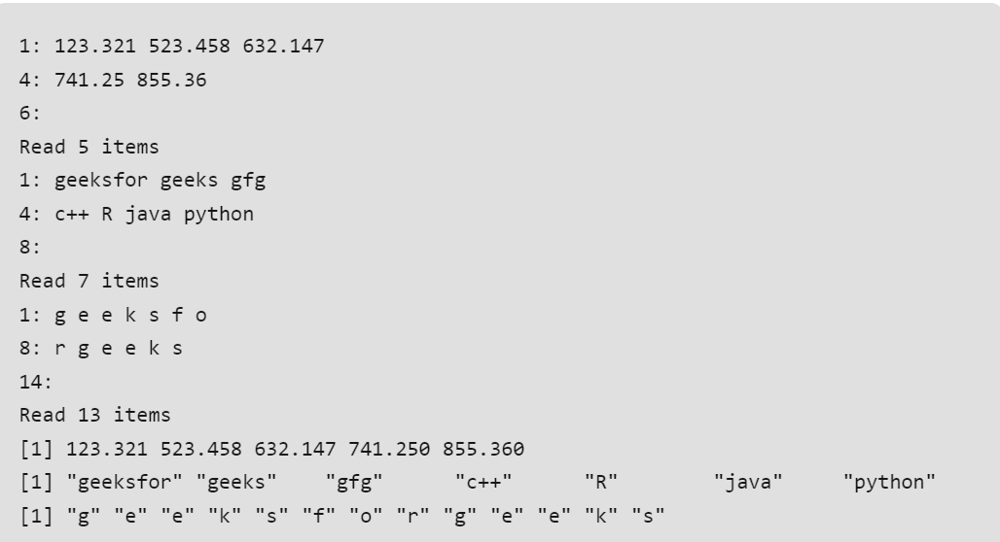 1: 123.321 523.458 632.147
4: 741.25 855.36
6:
Read 5 items
1: geeksfor geeks gfg
4: c++ R java python
8:
Read 7 items
1: g e e k s f o
8: r g e e k s
14:
Read 13 items
[1] 123.321 523.458 632.147 741.250 855.360
[1] "geeksfor" "geeks"    "gfg"      "c++"      "R"        "java"     "python"
[1] "g" "e" "e" "k" "s" "f" "o" "r" "g" "e" "e" "k" "s"